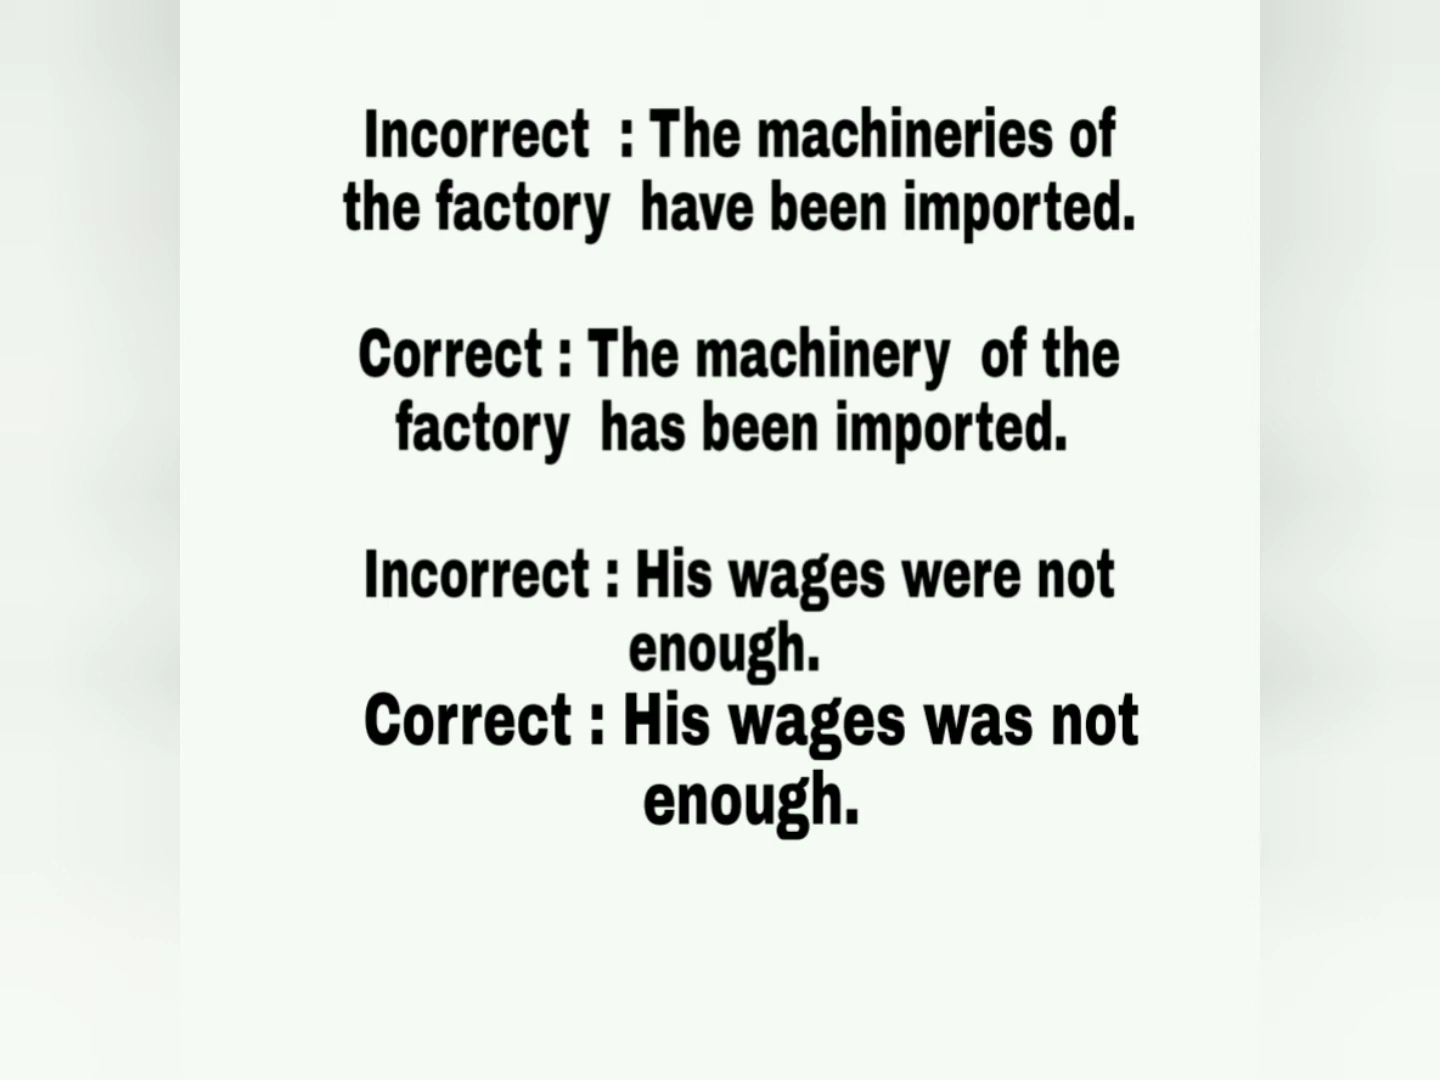 Incorrect  : The machineries of
the factory  have been imported.
Correct : The machinery  of the
factory  has been imported.
Incorrect : His wages were not
enough.
Correct : His wages was not
enough.